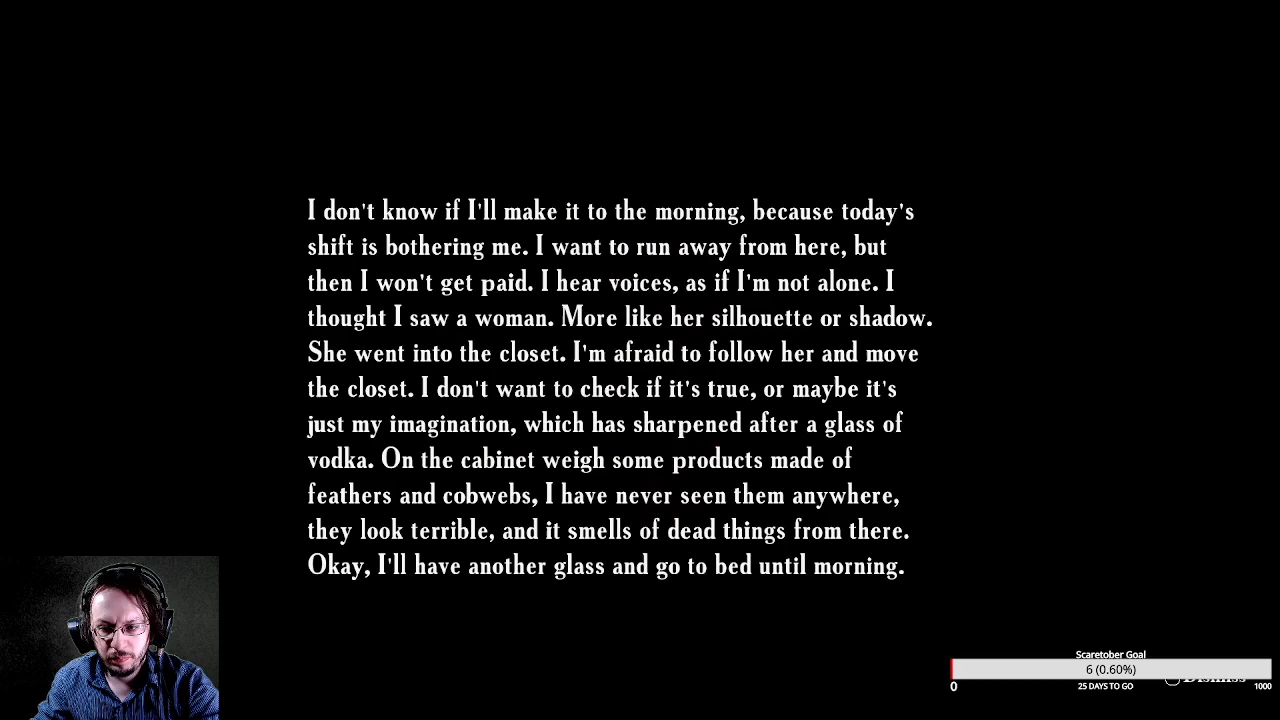 I don't know if I'll make it to the morning, because today's
shift is bothering me. I want to run away from here, but
then I won't get paid. I hear voices, as if I'm not alone. I
thought I saw a woman. More like her silhouette or shadow.
She went into the closet. I'm afraid to follow her and move
the closet. I don't want to check if it's true, or maybe it's
just my imagination, which has sharpened after a glass of
vodka. On the cabinet weigh some products made of
feathers and cobwebs, I have never seen them anywhere,
they look terrible, and it smells of dead things from there.
Okay, I'll have another glass and go to bed until morning.
Scaretober Goal
6 (0.60%)
0
25 DAYS TO GO
1000